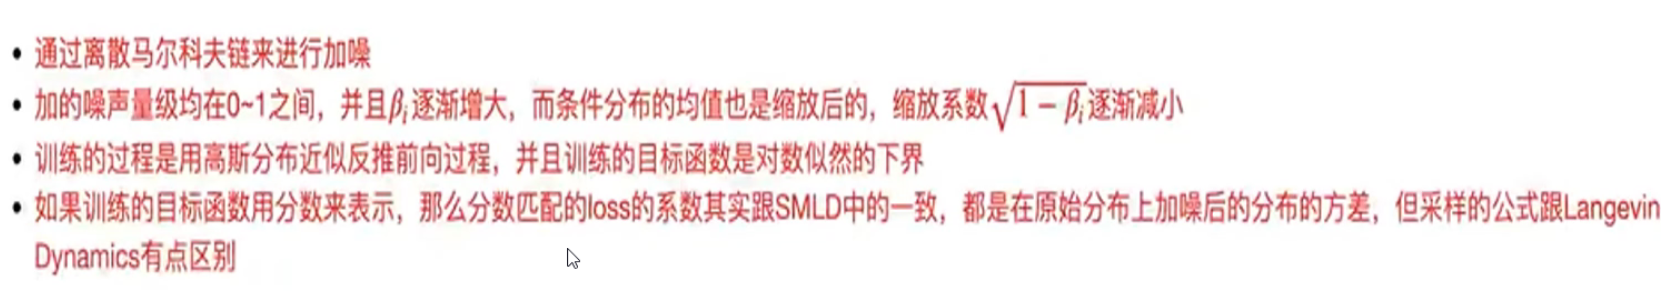 • 通过离散马尔科夫链来进行加噪
• 加的噪声量级均在0~1之间，并且βᵢ逐渐增大，而条件分布的均值也是缩放后的，缩放系数√(1 − βᵢ)逐渐减小
• 训练的过程是用高斯分布近似反推前向过程，并且训练的目标函数是对数似然的下界
• 如果训练的目标函数用分数来表示，那么分数匹配的loss的系数其实跟SMLD中的一致，都是在原始分布上加噪后的分布的方差，但采样的公式跟Langevin
Dynamics有点区别